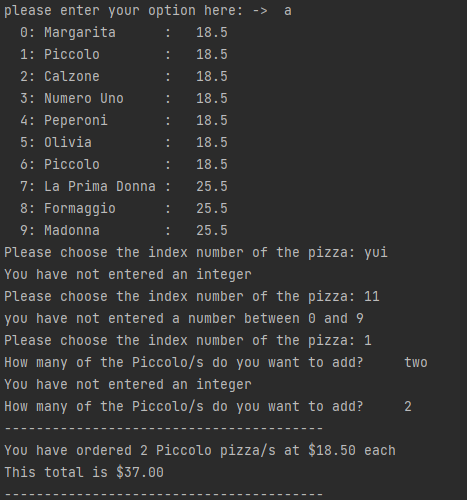 please enter your option here: -> a
0: Margarita : 18.5
1: Piccolo : 18.5
2: Calzone : 18.5
3: Numero Uno : 18.5
4: Peperoni : 18.5
5: Olivia : 18.5
6: Piccolo : 18.5
7: La Prima Donna : 25.5
8: Formaggio : 25.5
9: Madonna : 25.5
Please choose the index number of the pizza: yui
You have not entered an integer
Please choose the index number of the pizza: 11
you have not entered a number between 0 and 9
Please choose the index number of the pizza: 1
How many of the Piccolo/s do you want to add? two
You have not entered an integer
How many of the Piccolo/s do you want to add? 2
----------------------------------------
You have ordered 2 Piccolo pizza/s at $18.50 each
This total is $37.00
----------------------------------------